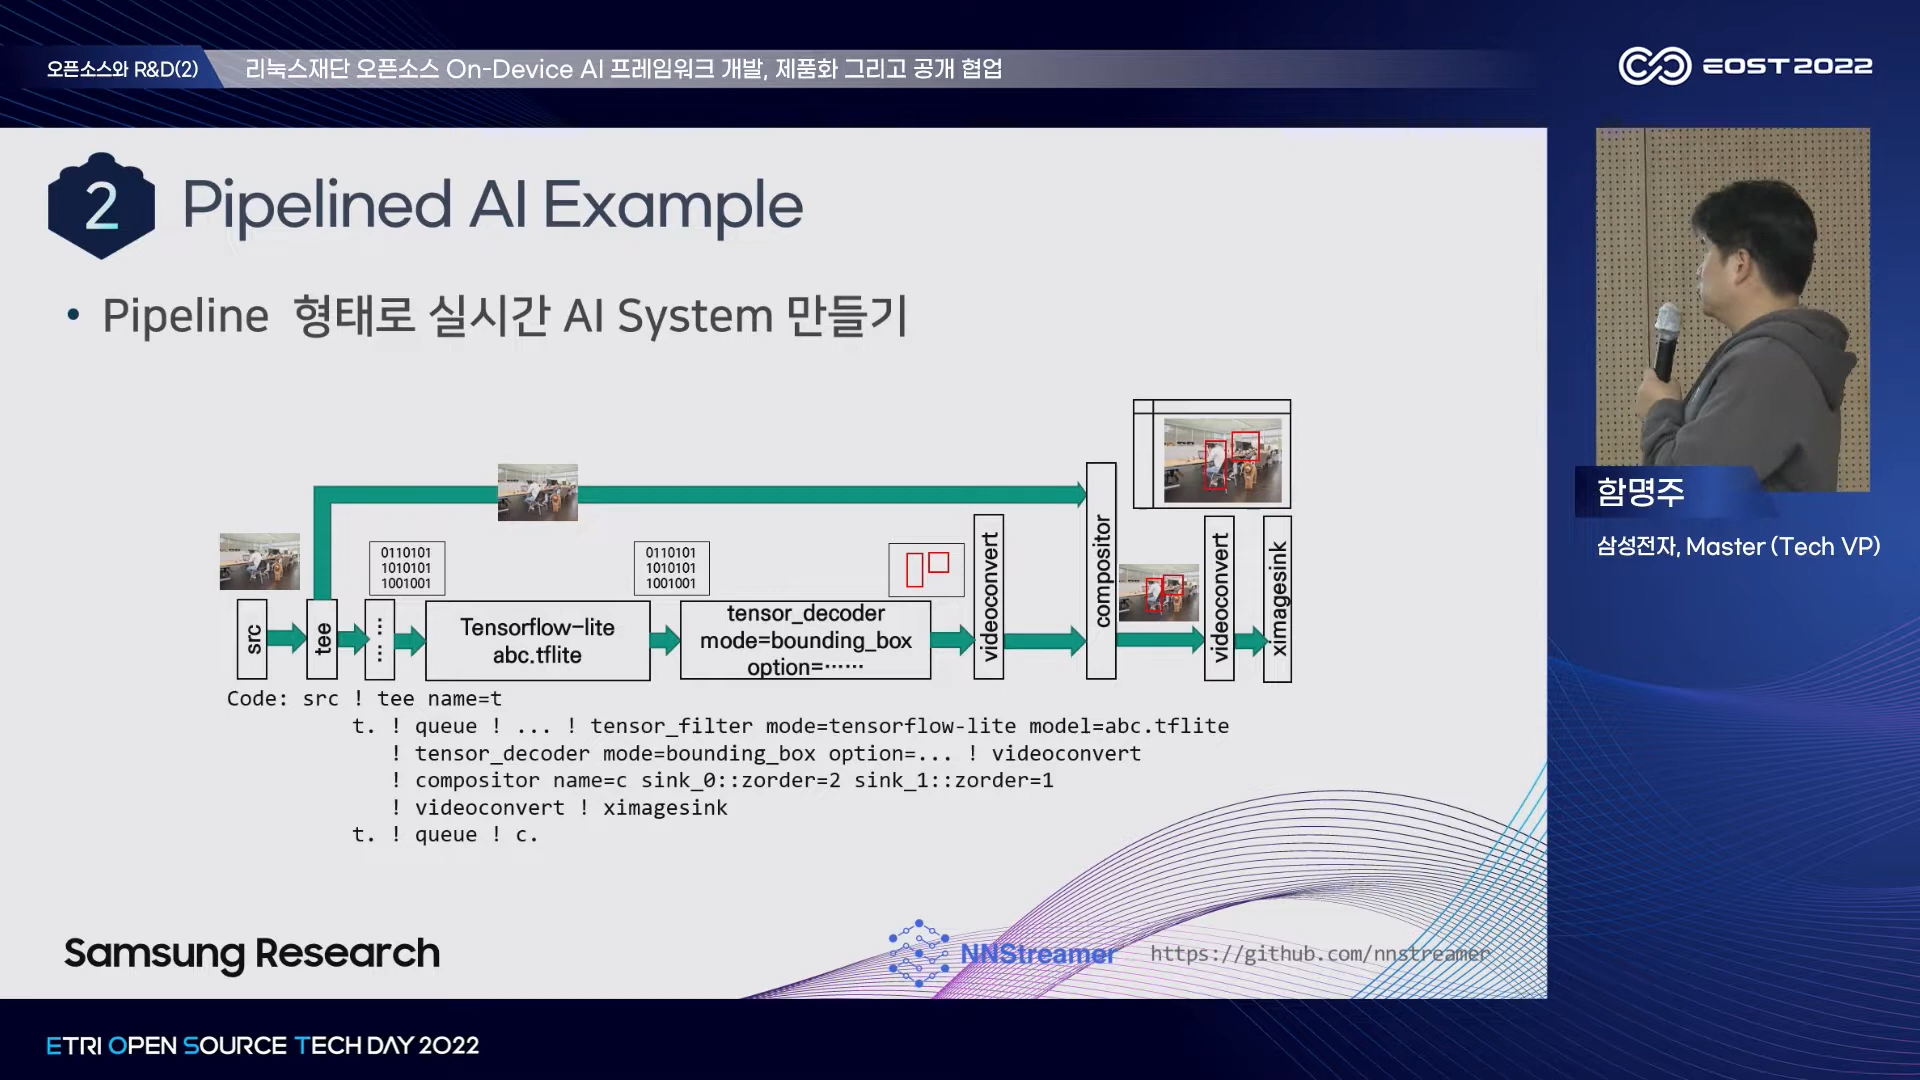 오픈소스와 R&D(2)
리눅스재단 오픈소스 On-Device AI 프레임워크 개발, 제품화 그리고 공개 협업
EOST 2022
2
Pipelined AI Example
• Pipeline 형태로 실시간 AI System 만들기
src
tee
... ...
0110101
1010101
1001001
Tensorflow-lite
abc.tflite
0110101
1010101
1001001
tensor_decoder
mode=bounding_box
option=⋯⋯
videoconvert
compositor
videoconvert
ximagesink
Code: src ! tee name=t
t. ! queue ! ... ! tensor_filter mode=tensorflow-lite model=abc.tflite
! tensor_decoder mode=bounding_box option=... ! videoconvert
! compositor name=c sink_0::zorder=2 sink_1::zorder=1
! videoconvert ! ximagesink
t. ! queue ! c.
Samsung Research
NNStreamer
https://github.com/nnstreamer
함명주
삼성전자, Master (Tech VP)
ETRI OPEN SOURCE TECH DAY 2022